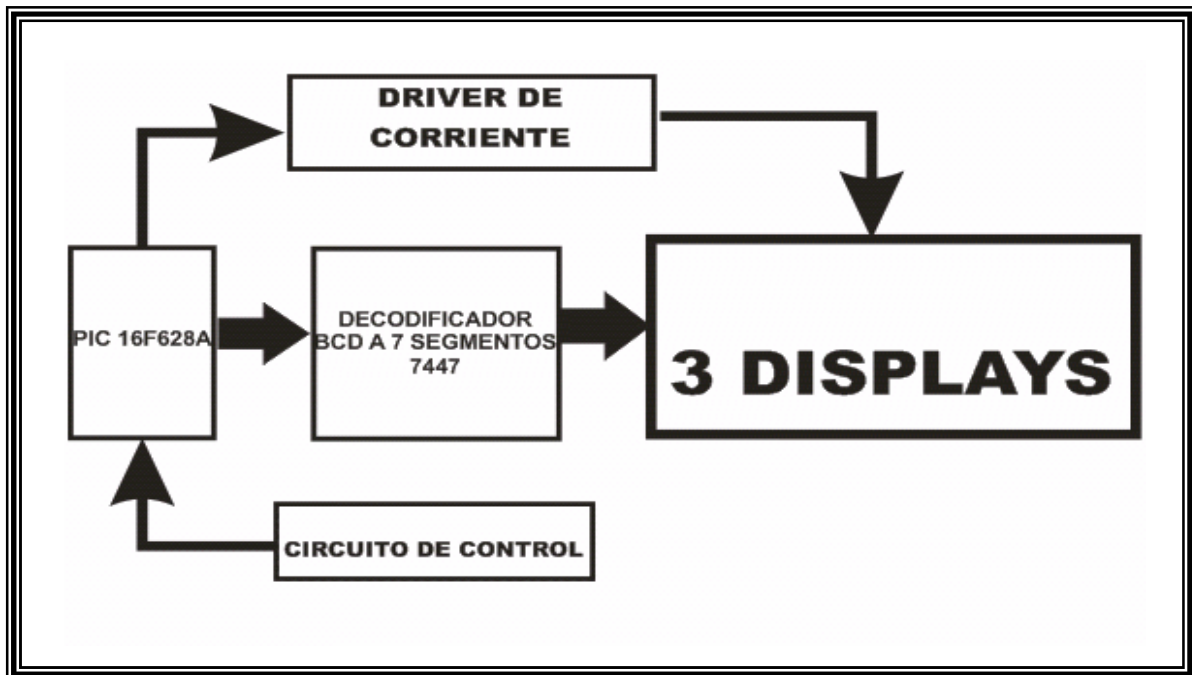 DRIVER DE
CORRIENTE
PIC 16F628A
DECODIFICADOR
BCD A 7 SEGMENTOS
7447
3 DISPLAYS
CIRCUITO DE CONTROL